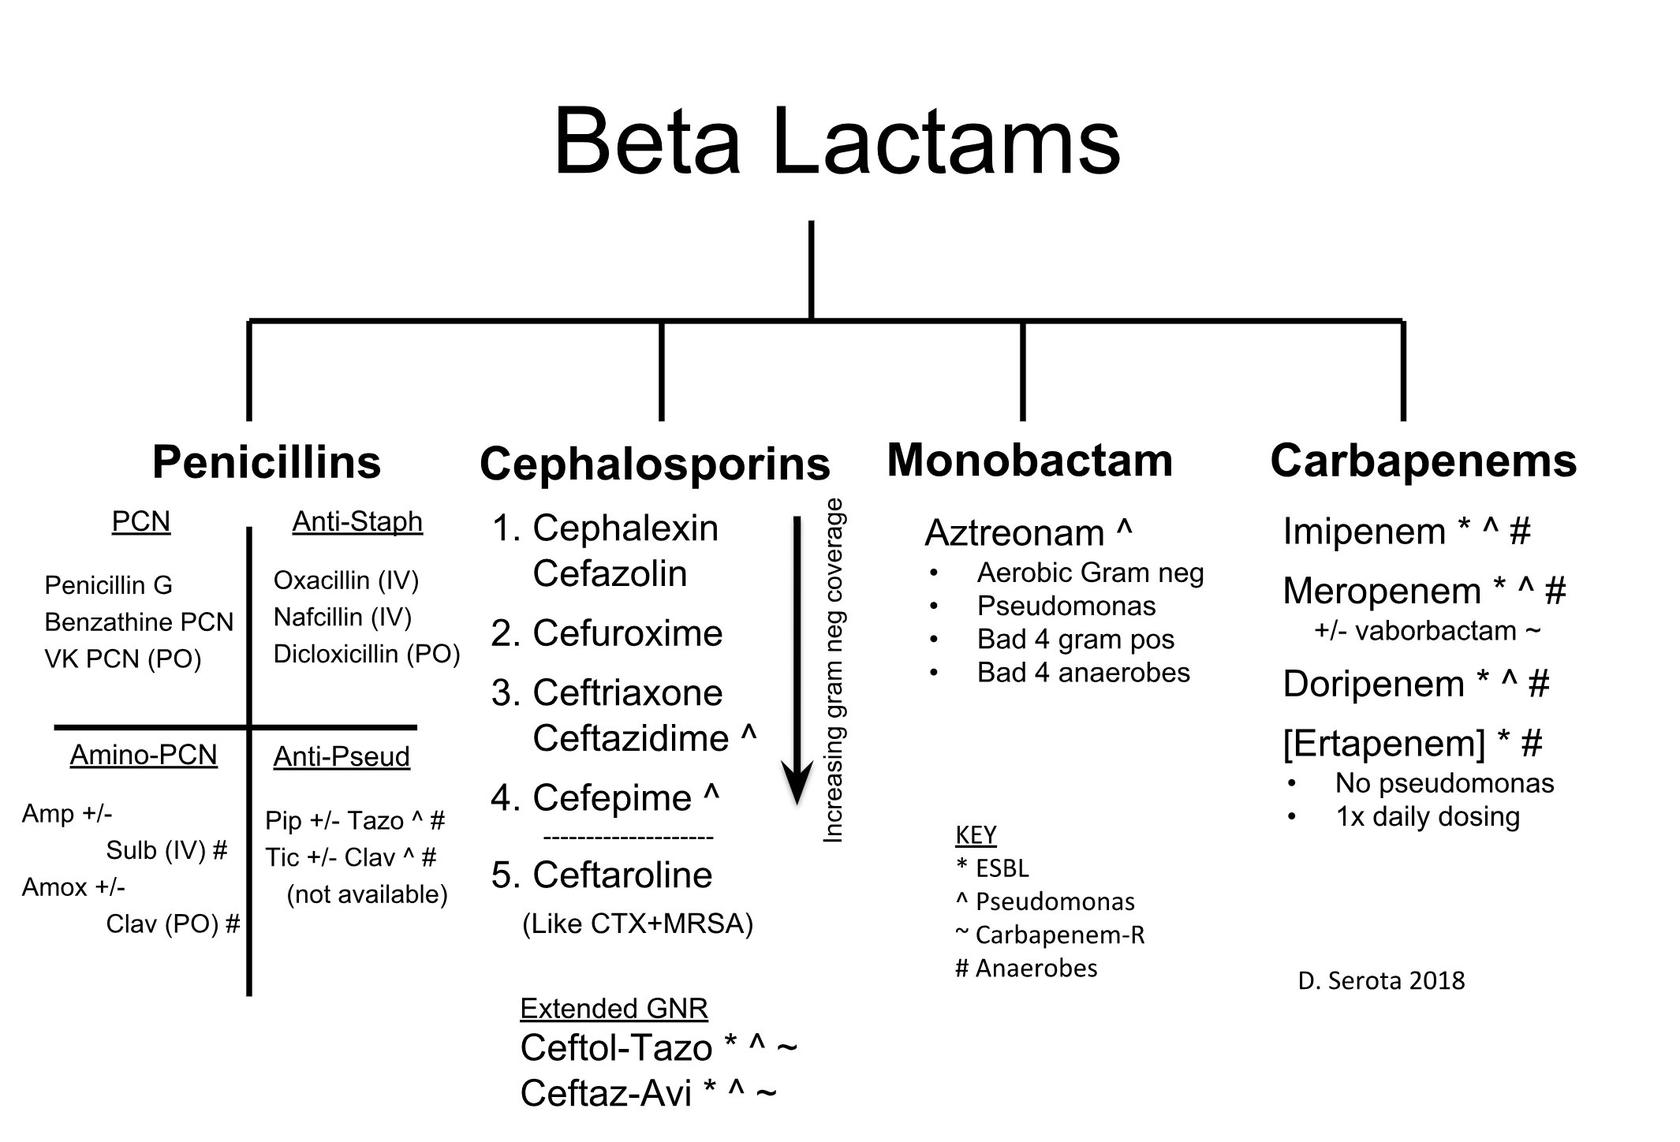 Beta Lactams
Penicillins
PCN
Penicillin G
Benzathine PCN
VK PCN (PO)
Anti-Staph
Oxacillin (IV)
Nafcillin (IV)
Dicloxicillin (PO)
Amino-PCN
Amp +/-
Sulb (IV) #
Amox +/-
Clav (PO) #
Anti-Pseud
Pip +/- Tazo ^ #
Tic +/- Clav ^ #
(not available)
Cephalosporins
1. Cephalexin
Cefazolin
2. Cefuroxime
3. Ceftriaxone
Ceftazidime ^
4. Cefepime ^
--------------------
5. Ceftaroline
(Like CTX+MRSA)
Increasing gram neg coverage
Extended GNR
Ceftol-Tazo * ^ ~
Ceftaz-Avi * ^ ~
Monobactam
Aztreonam ^
• Aerobic Gram neg
• Pseudomonas
• Bad 4 gram pos
• Bad 4 anaerobes
KEY
* ESBL
^ Pseudomonas
~ Carbapenem-R
# Anaerobes
Carbapenems
Imipenem * ^ #
Meropenem * ^ #
+/- vaborbactam ~
Doripenem * ^ #
[Ertapenem] * #
• No pseudomonas
• 1x daily dosing
D. Serota 2018